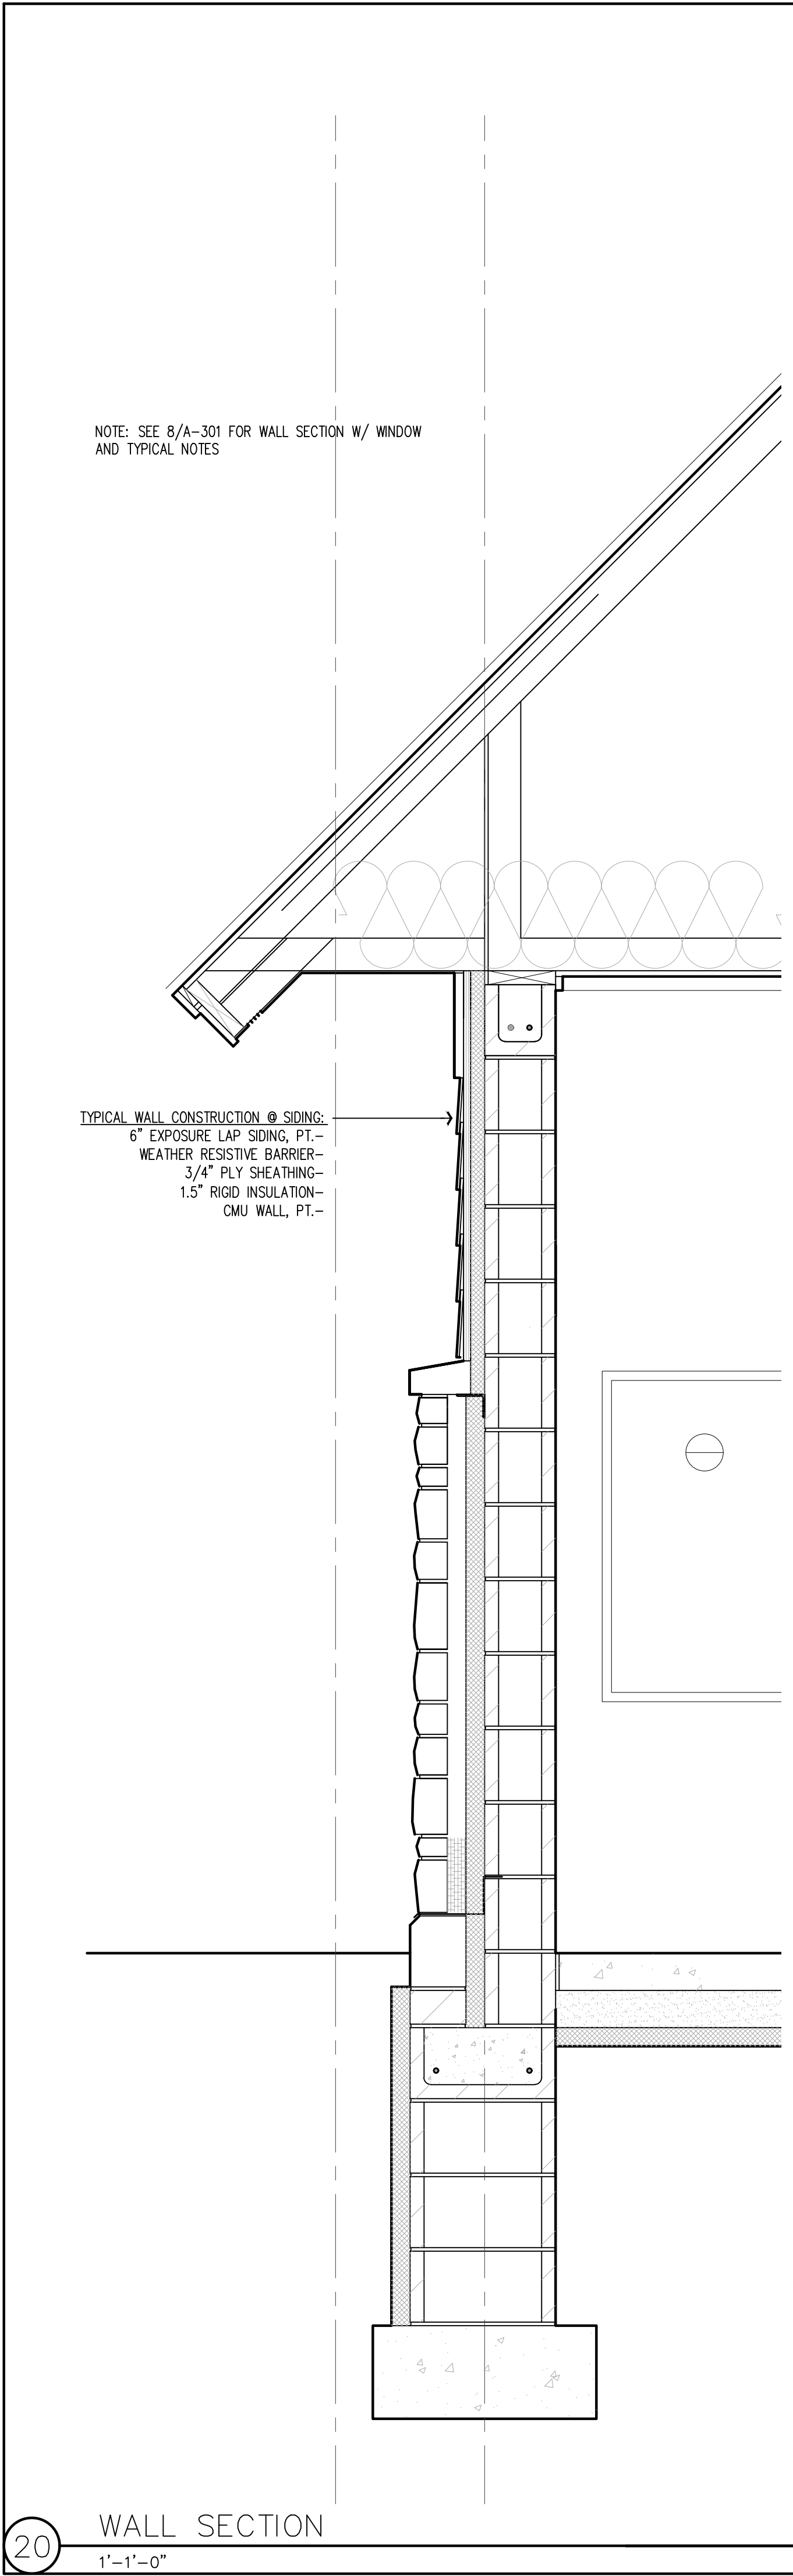 NOTE: SEE 8/A-301 FOR WALL SECTION W/ WINDOW
AND TYPICAL NOTES
TYPICAL WALL CONSTRUCTION @ SIDING:
6" EXPOSURE LAP SIDING, PT.-
WEATHER RESISTIVE BARRIER-
3/4" PLY SHEATHING-
1.5" RIGID INSULATION-
CMU WALL, PT.-
20
WALL SECTION
1'-1'-0"